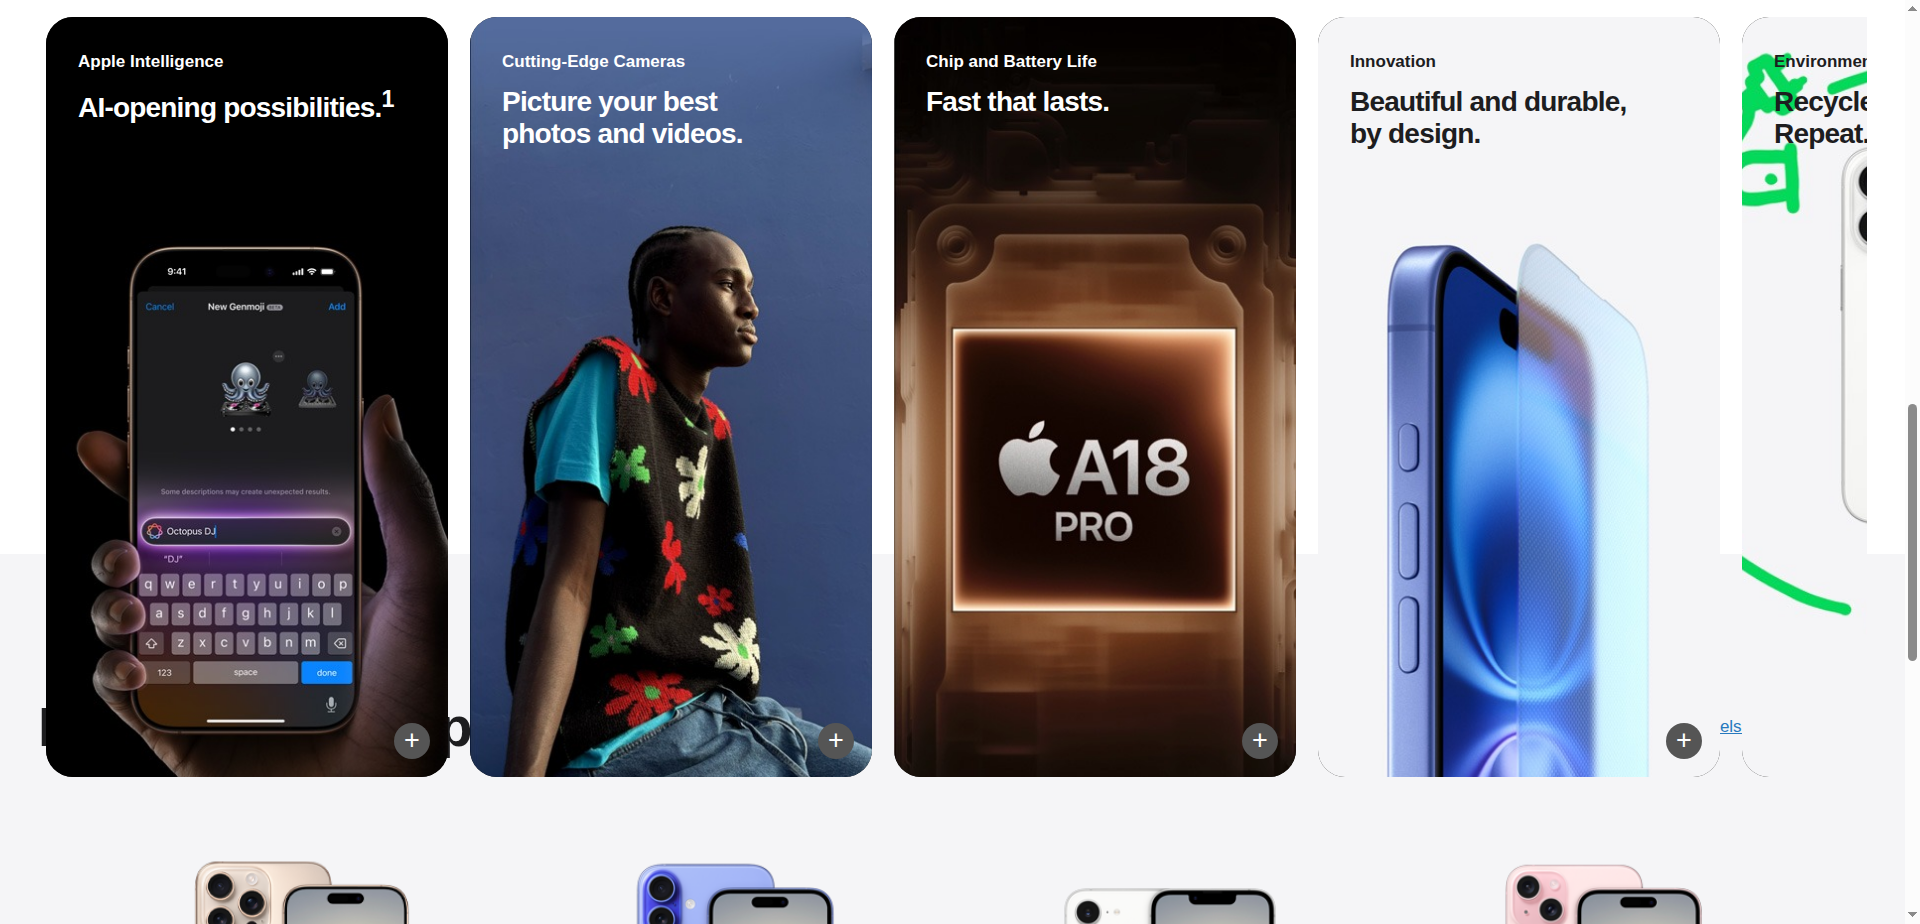 Apple Intelligence
AI-opening possibilities.1
9:41
Cancel
New Genmoji BETA
Add
Some descriptions may create unexpected results.
Octopus DJ
"DJ"
q w e r t y u i o p
a s d f g h j k l
z x c v b n m
123
space
done
+
Cutting-Edge Cameras
Picture your best
photos and videos.
+
Chip and Battery Life
Fast that lasts.
A18
PRO
+
Innovation
Beautiful and durable,
by design.
+
Environmen
Recycle
Repeat.
p
els